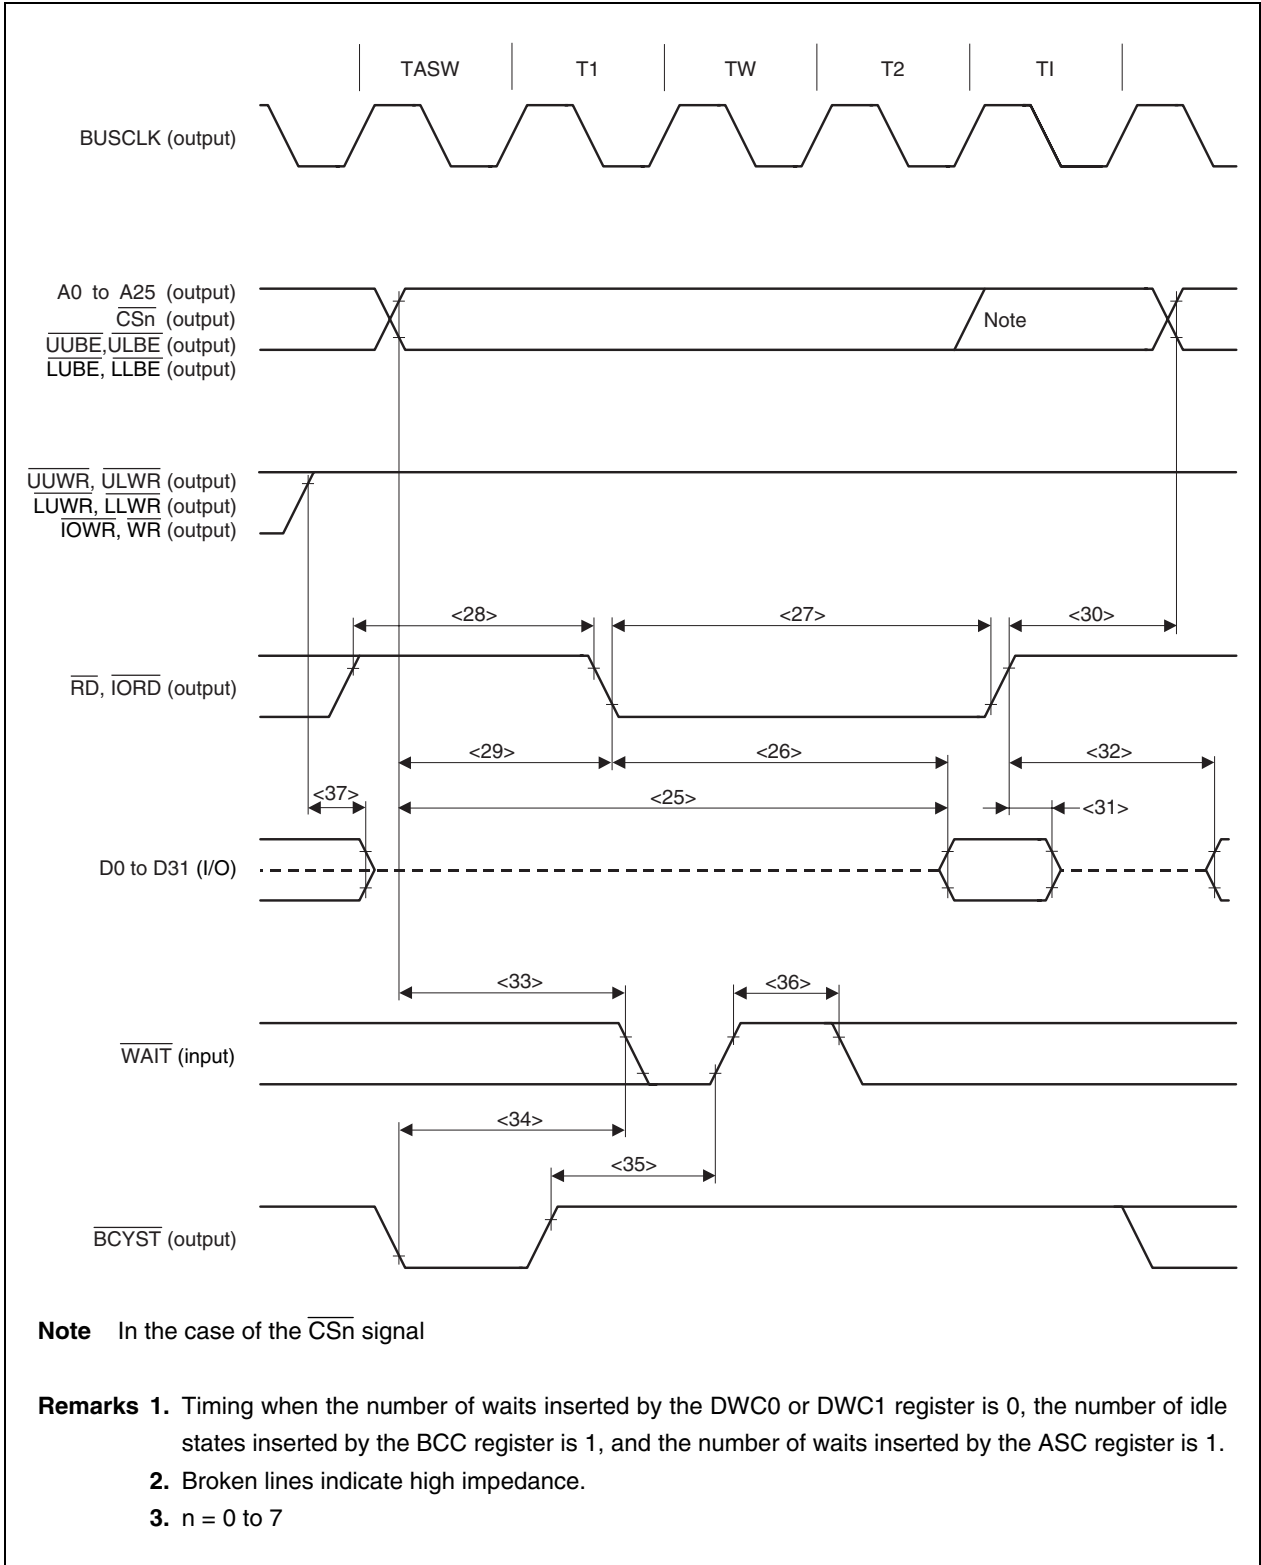 TASW T1 TW T2 TI
BUSCLK (output)
A0 to A25 (output)
CSn (output)
UUBE,ULBE (output)
LUBE, LLBE (output)
Note
UUWR, ULWR (output)
LUWR, LLWR (output)
IOWR, WR (output)
<28> <27> <30>
RD, IORD (output)
<29> <26> <32>
<37> <25> <31>
D0 to D31 (I/O)
<33> <36>
WAIT (input)
<34>
<35>
BCYST (output)
Note In the case of the CSn signal
Remarks 1. Timing when the number of waits inserted by the DWC0 or DWC1 register is 0, the number of idle
states inserted by the BCC register is 1, and the number of waits inserted by the ASC register is 1.
2. Broken lines indicate high impedance.
3. n = 0 to 7